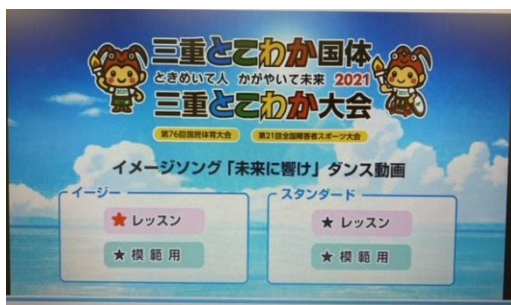 三重とこわか国体
ときめいて人 かがやいて未来 2021
三重とこわか大会
第76回国民体育大会 第21回全国障害者スポーツ大会
イメージソング「未来に響け」ダンス動画
イージー
★レッスン
★模範用
スタンダード
★レッスン
★模範用